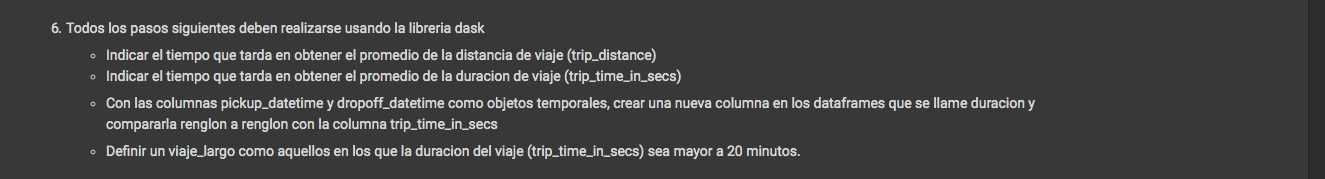 6. Todos los pasos siguientes deben realizarse usando la libreria dask
Indicar el tiempo que tarda en obtener el promedio de la distancia de viaje (trip_distance)
Indicar el tiempo que tarda en obtener el promedio de la duracion de viaje (trip_time_in_secs)
Con las columnas pickup_datetime y dropoff_datetime como objetos temporales, crear una nueva columna en los dataframes que se llame duracion y
compararla renglon a renglon con la columna trip_time_in_secs
Definir un viaje_largo como aquellos en los que la duracion del viaje (trip_time_in_secs) sea mayor a 20 minutos.